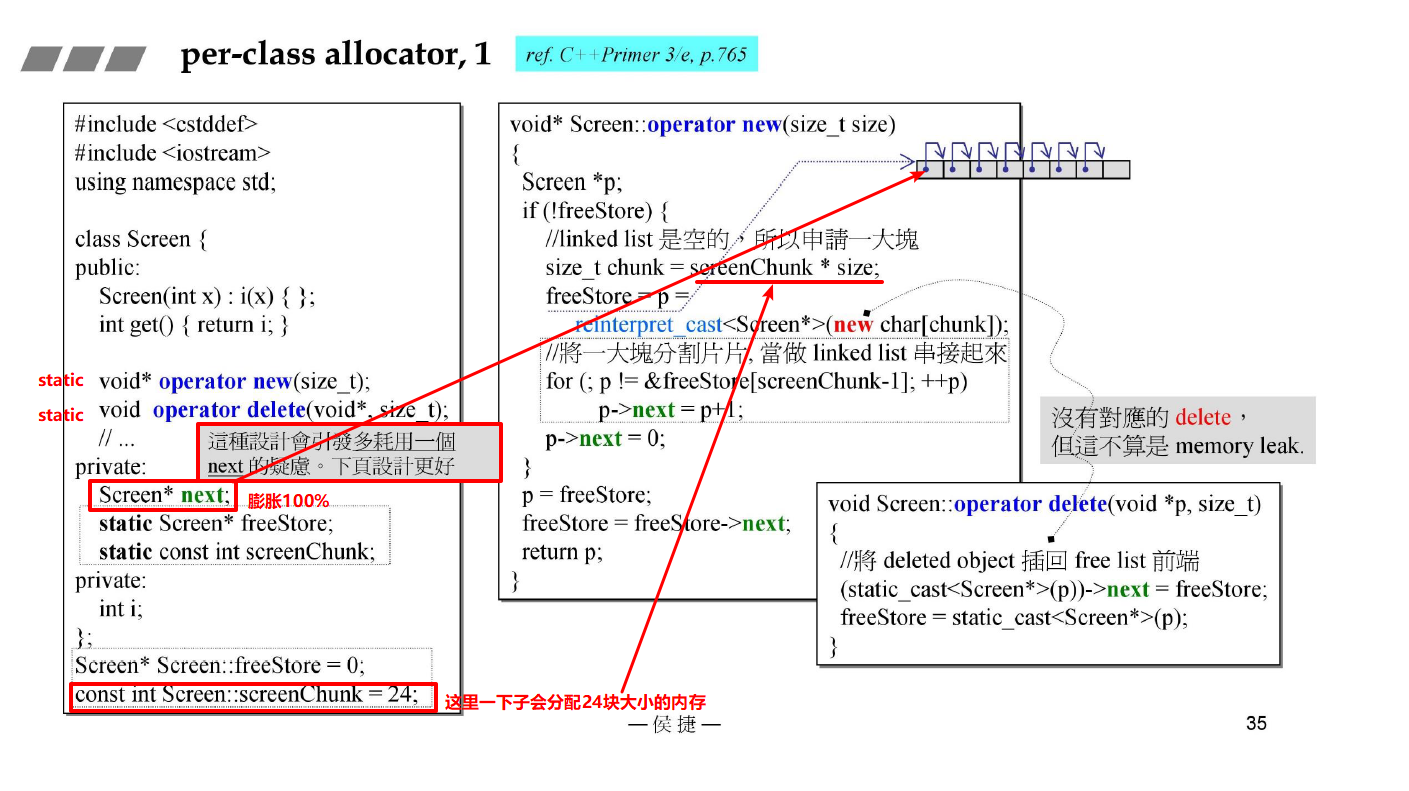 per-class allocator, 1
ref. C++Primer 3/e, p.765
#include <cstddef>
#include <iostream>
using namespace std;
class Screen {
public:
Screen(int x) : i(x) { };
int get() { return i; }
static void* operator new(size_t);
static void operator delete(void*, size_t);
// ...
這種設計會引發多耗用一個
next 的疑慮。下頁設計更好
private:
Screen* next;
膨胀100%
static Screen* freeStore;
static const int screenChunk;
private:
int i;
};
Screen* Screen::freeStore = 0;
const int Screen::screenChunk = 24;
这里一下子会分配24块大小的内存
void* Screen::operator new(size_t size)
{
Screen *p;
if (!freeStore) {
//linked list 是空的，所以申請一大塊
size_t chunk = screenChunk * size;
freeStore = p =
reinterpret_cast<Screen*>(new char[chunk]);
//將一大塊分割片片, 當做 linked list 串接起來
for (; p != &freeStore[screenChunk-1]; ++p)
p->next = p+1;
p->next = 0;
}
p = freeStore;
freeStore = freeStore->next;
return p;
}
沒有對應的 delete，
但這不算是 memory leak.
void Screen::operator delete(void *p, size_t)
{
//將 deleted object 插回 free list 前端
(static_cast<Screen*>(p))->next = freeStore;
freeStore = static_cast<Screen*>(p);
}
— 侯捷 —
35